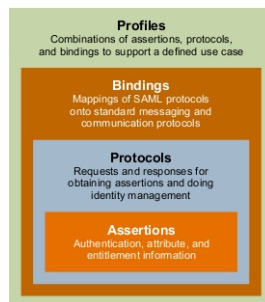 Profiles
Combinations of assertions, protocols,
and bindings to support a defined use case
Bindings
Mappings of SAML protocols
onto standard messaging and
communication protocols
Protocols
Requests and responses for
obtaining assertions and doing
identity management
Assertions
Authentication, attribute, and
entitlement information